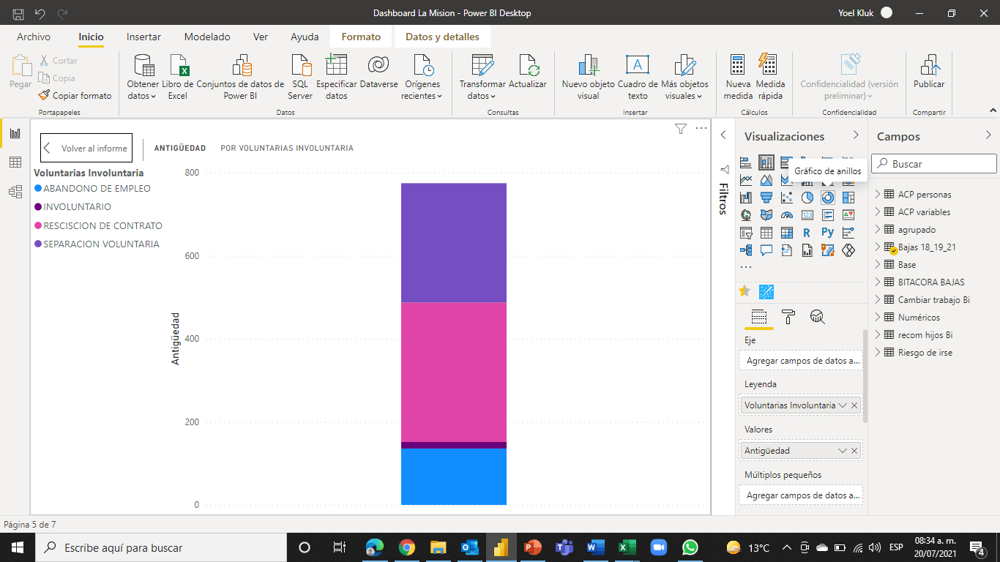 Dashboard La Mision - Power BI Desktop
Yoel Kluk
Archivo
Inicio
Insertar
Modelado
Ver
Ayuda
Formato
Datos y detalles
Pegar
Cortar
Copia
Copiar formato
Portapapeles
Obtener
datos
Libro de
Excel
Conjuntos de datos de
Power BI
SQL
Server
Especificar
datos
Dataverse
Orígenes
recientes
Datos
Transformar
datos
Actualizar
Consultas
Nuevo objeto
visual
Cuadro de
texto
Más objetos
visuales
Insertar
Nueva
medida
Medida
rápida
Cálculos
Confidencialidad (versión
preliminar)
Confidencialidad
Publicar
Compartir
Volver al informe
ANTIGÜEDAD
POR VOLUNTARIAS INVOLUNTARIA
Voluntarias Involuntaria
ABANDONO DE EMPLEO
INVOLUNTARIO
RESCISCION DE CONTRATO
SEPARACION VOLUNTARIA
800
600
400
200
0
Antigüedad
Filtros
Visualizaciones
Gráfico de anillos
123
R
Py
Eje
Agregar campos de datos a...
Leyenda
Voluntarias Involuntaria
Valores
Antigüedad
Múltiplos pequeños
Agregar campos de datos a...
Campos
Buscar
ACP personas
ACP variables
agrupado
Bajas 18_19_21
Base
BITACORA BAJAS
Cambiar trabajo Bi
Numéricos
recom hijos Bi
Riesgo de irse
Página 5 de 7
Escribe aquí para buscar
13°C
ESP
08:34 a. m.
20/07/2021
4